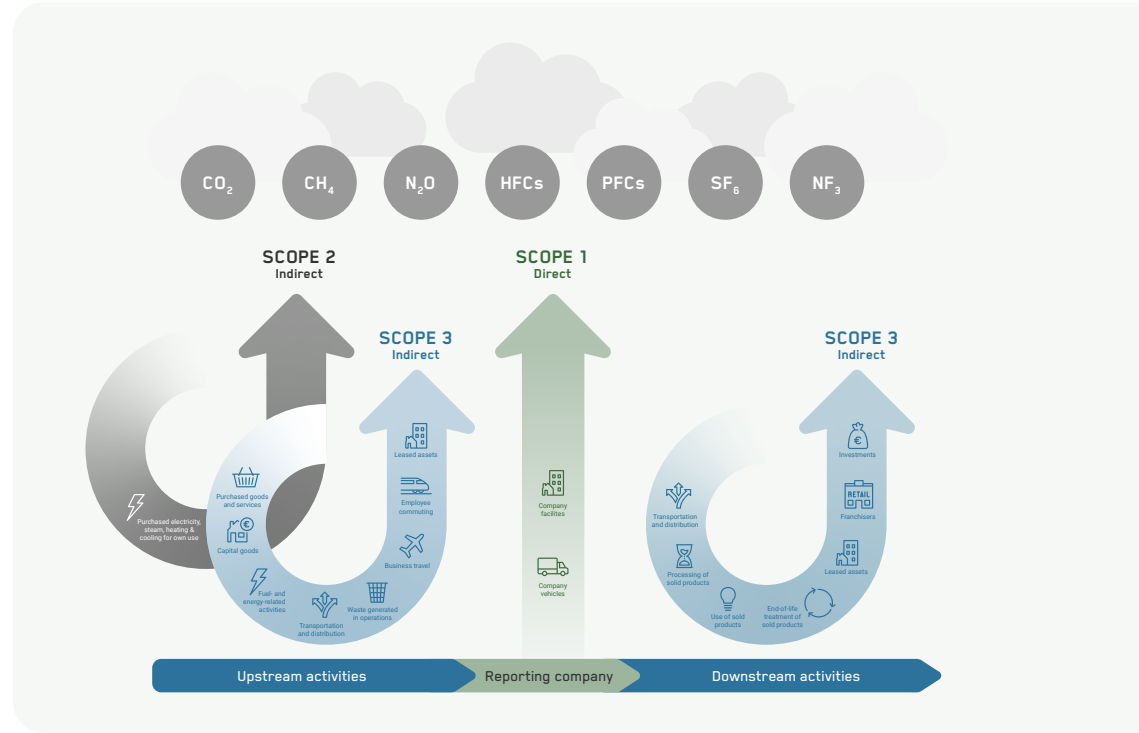 CO₂
CH₄
N₂O
HFCs
PFCs
SF₆
NF₃
SCOPE 2
Indirect
SCOPE 1
Direct
SCOPE 3
Indirect
SCOPE 3
Indirect
Purchased electricity,
steam, heating &
cooling for own use
Purchased goods
and services
€
Capital goods
Fuel- and
energy-related
activities
Transportation
and distribution
Waste generated
in operations
Business travel
Employee
commuting
Leased assets
Company
facilites
Company
vehicles
Transportation
and distribution
Processing of
solid products
Use of sold
products
End-of-life
treatment of
sold products
Leased assets
RETAIL
Franchisers
€
Investments
Upstream activities
Reporting company
Downstream activities